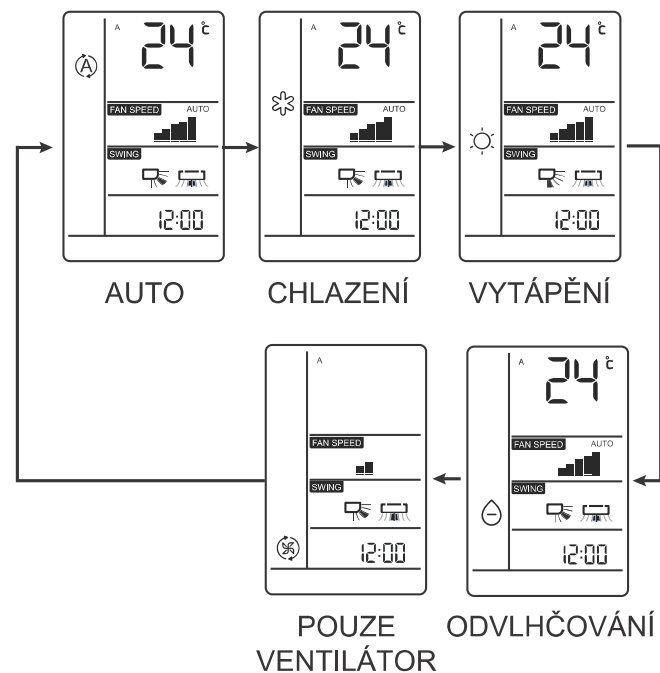 A 24 °c
FAN SPEED AUTO
SWING
12:00
AUTO
A 24 °c
FAN SPEED AUTO
SWING
12:00
CHLAZENÍ
A 24 °c
FAN SPEED AUTO
SWING
12:00
VYTÁPĚNÍ
A
FAN SPEED
SWING
12:00
POUZE
VENTILÁTOR
A 24 °c
FAN SPEED AUTO
SWING
12:00
ODVLHČOVÁNÍ